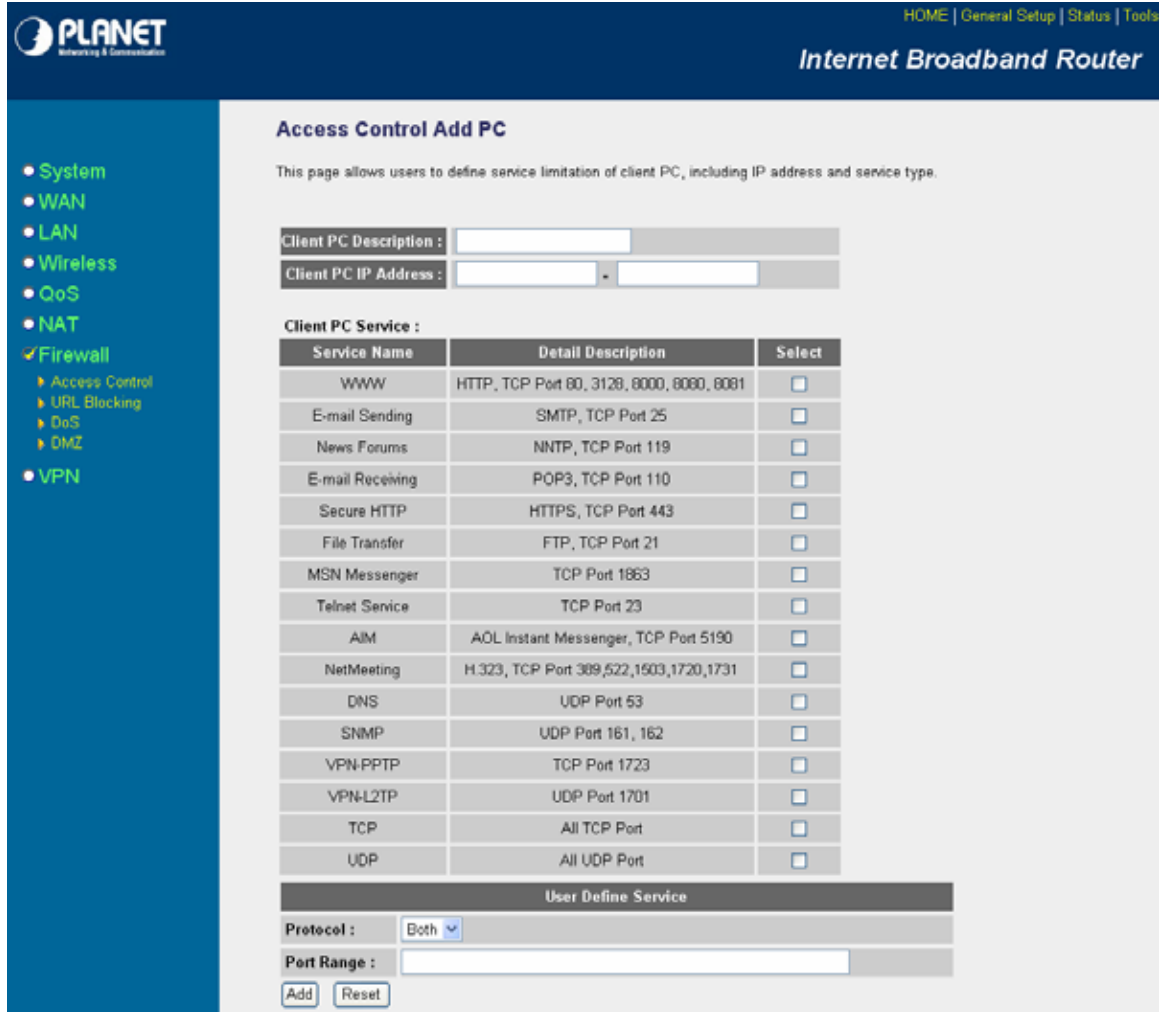 HOME | General Setup | Status | Tools
PLANET
Networking & Communication
Internet Broadband Router
System
WAN
LAN
Wireless
QoS
NAT
Firewall
Access Control
URL Blocking
DoS
DMZ
VPN
Access Control Add PC
This page allows users to define service limitation of client PC, including IP address and service type.
Client PC Description :
Client PC IP Address : -
Client PC Service :
Service Name Detail Description Select
WWW HTTP, TCP Port 80, 3128, 8000, 8080, 8081
E-mail Sending SMTP, TCP Port 25
News Forums NNTP, TCP Port 119
E-mail Receiving POP3, TCP Port 110
Secure HTTP HTTPS, TCP Port 443
File Transfer FTP, TCP Port 21
MSN Messenger TCP Port 1863
Telnet Service TCP Port 23
AIM AOL Instant Messenger, TCP Port 5190
NetMeeting H.323, TCP Port 389,522,1503,1720,1731
DNS UDP Port 53
SNMP UDP Port 161, 162
VPN-PPTP TCP Port 1723
VPN-L2TP UDP Port 1701
TCP All TCP Port
UDP All UDP Port
User Define Service
Protocol : Both
Port Range :
Add Reset